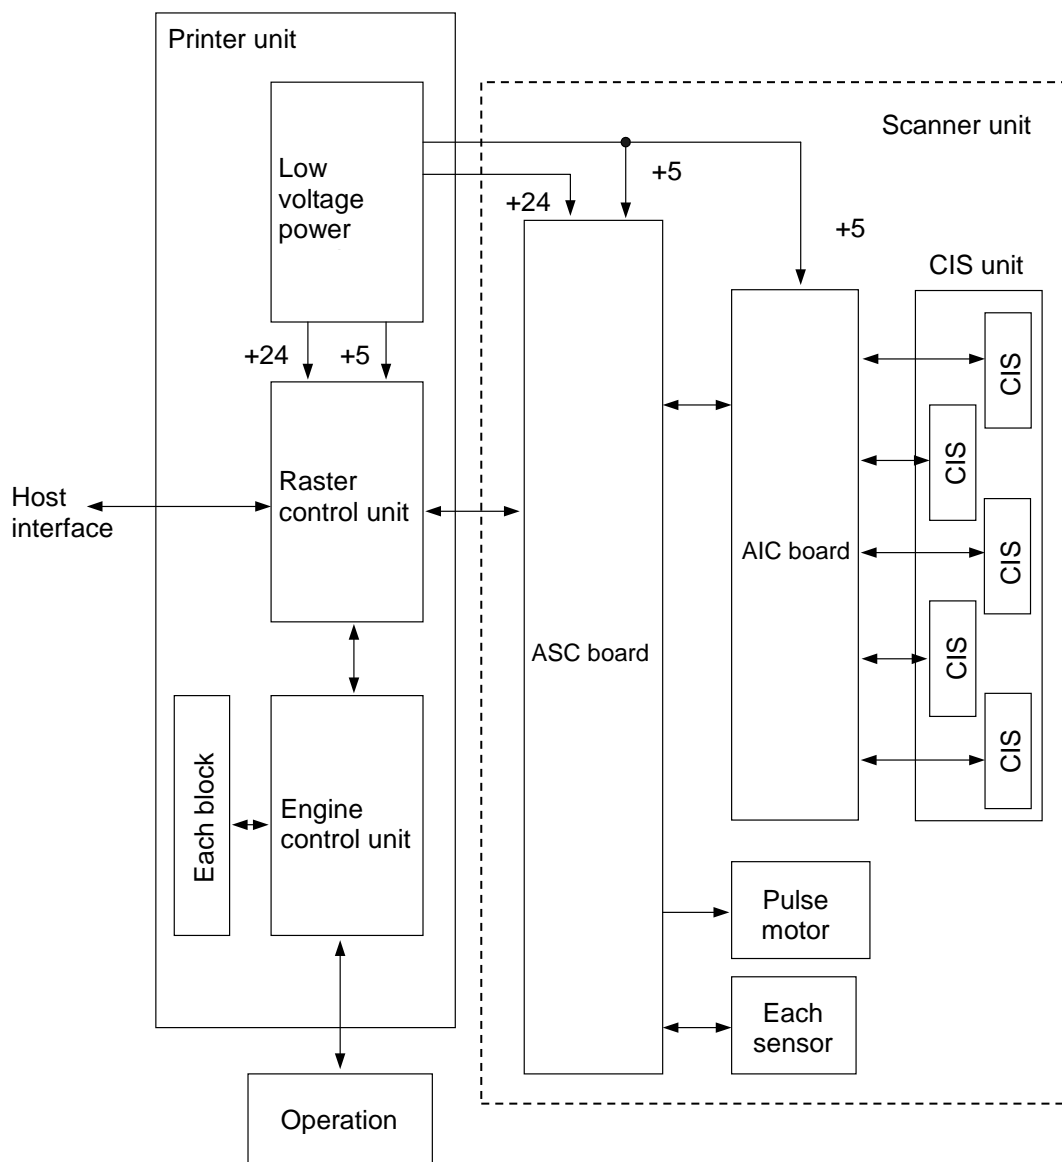 Printer unit
Scanner unit
Low
voltage
power
+5
+24
+5
CIS unit
+24
+5
CIS
CIS
Raster
control unit
Host
interface
AIC board
CIS
ASC board
CIS
CIS
Each block
Engine
control unit
Pulse
motor
Each
sensor
Operation